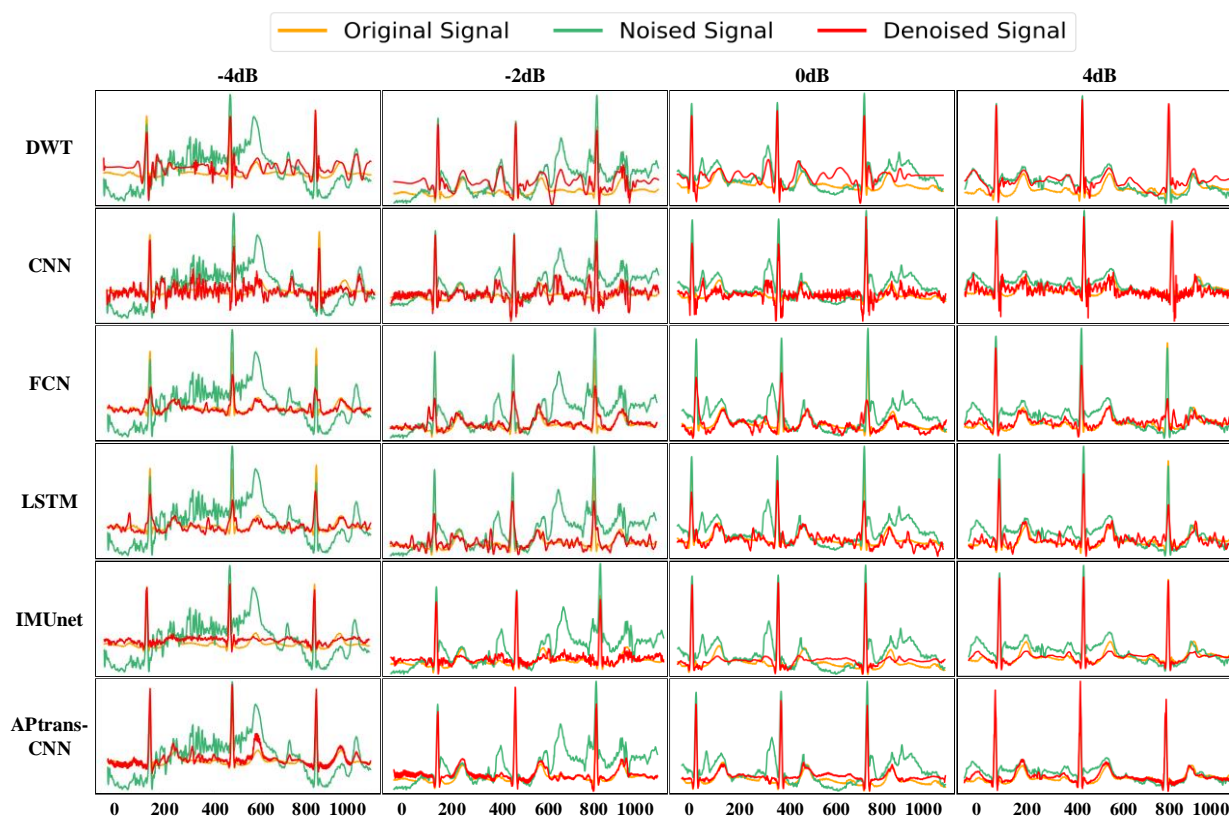 Original Signal Noised Signal Denoised Signal
-4dB -2dB 0dB 4dB
DWT
CNN
FCN
LSTM
IMUnet
APtrans-
CNN
0 200 400 600 800 1000 0 200 400 600 800 1000 0 200 400 600 800 1000 0 200 400 600 800 1000